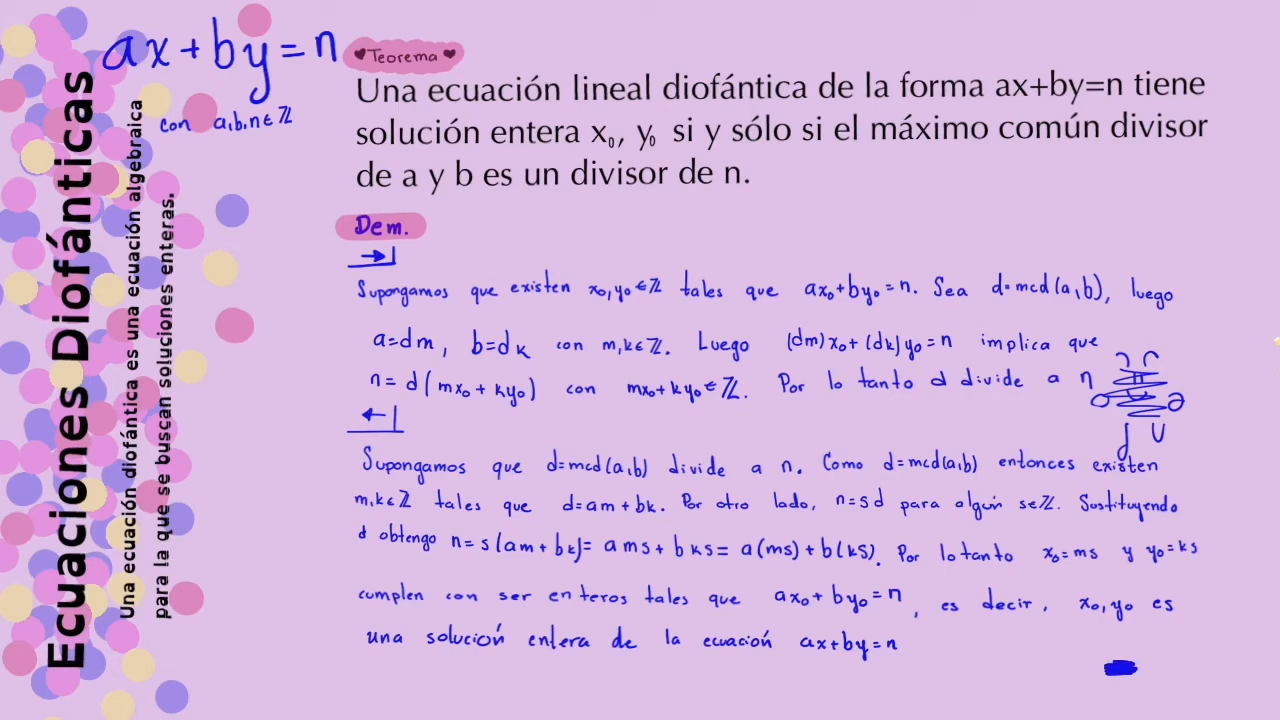 Ecuaciones Diofánticas
Una ecuación diofántica es una ecuación algebraica
para la que se buscan soluciones enteras.
ax+by=n
con a,b,n∈ℤ
♥Teorema♥
Una ecuación lineal diofántica de la forma ax+by=n tiene
solución entera x₀, y₀ si y sólo si el máximo común divisor
de a y b es un divisor de n.
Dem.
→|
Supongamos que existen x₀,y₀∈ℤ tales que ax₀+by₀=n. Sea d=mcd(a,b), luego
a=dm, b=dk con m,k∈ℤ. Luego (dm)x₀+(dk)y₀=n implica que
n=d(mx₀+ky₀) con mx₀+ky₀∈ℤ. Por lo tanto d divide a n
←|
Supongamos que d=mcd(a,b) divide a n. Como d=mcd(a,b) entonces existen
m,k∈ℤ tales que d=am+bk. Por otro lado, n=sd para algún s∈ℤ. Sustituyendo
d obtengo n=s(am+bk)=ams+bks=a(ms)+b(ks). Por lo tanto x₀=ms y y₀=ks
cumplen con ser enteros tales que ax₀+by₀=n, es decir, x₀,y₀ es
una solución entera de la ecuación ax+by=n